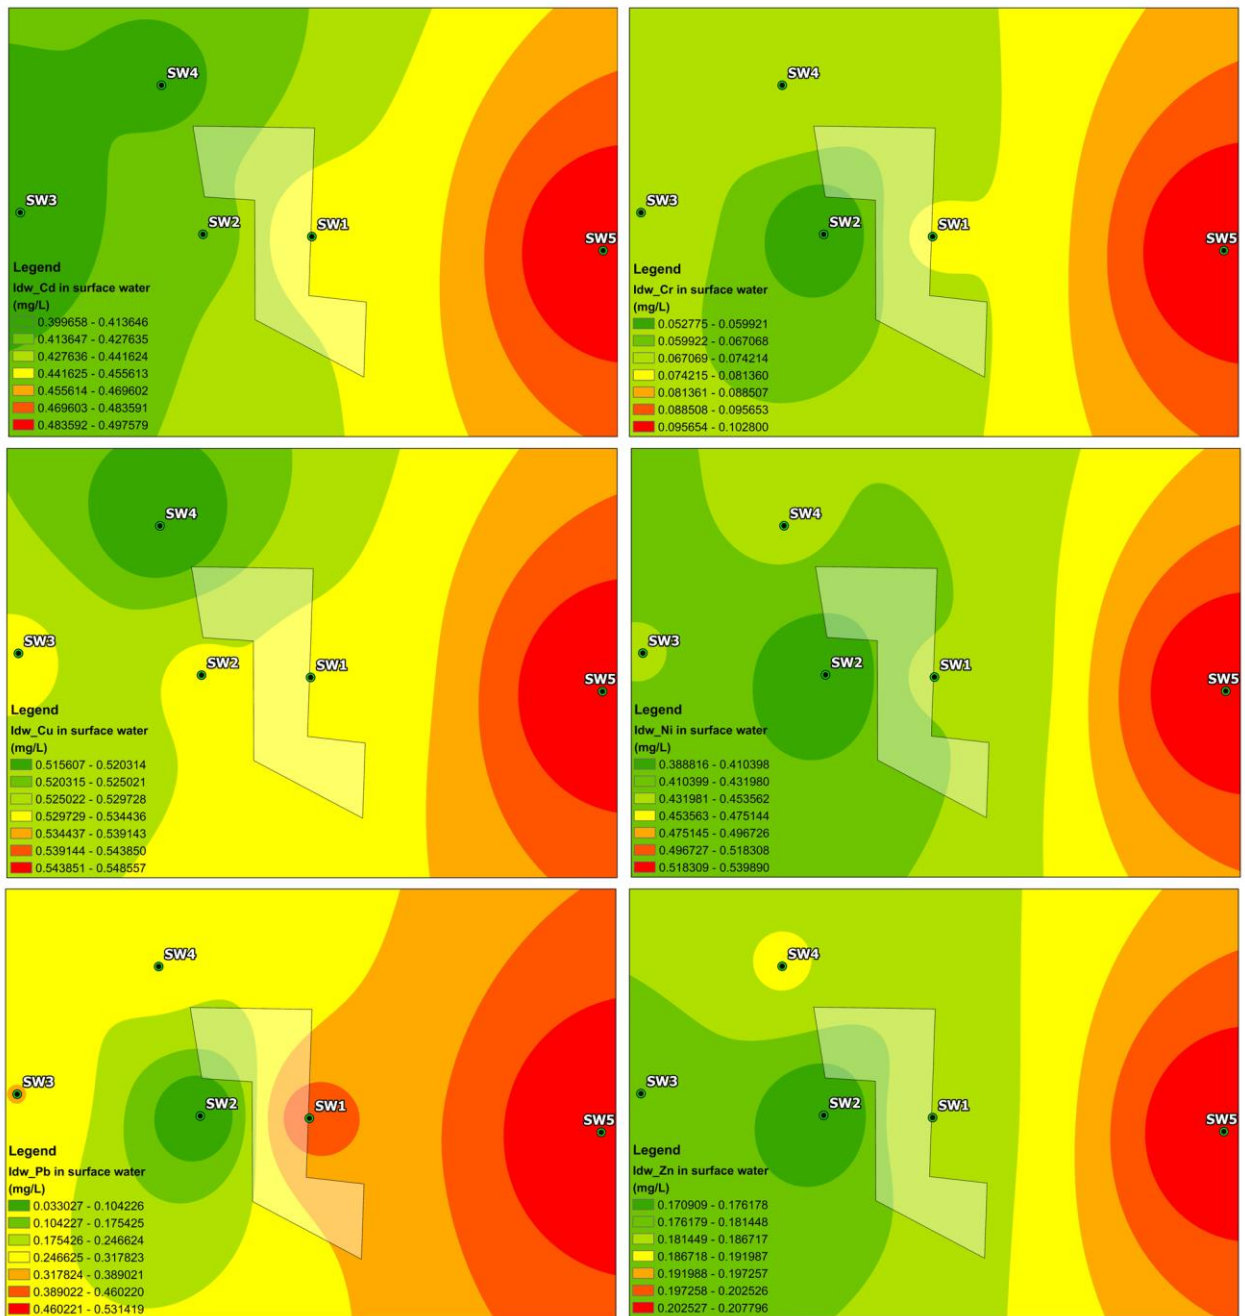 SW4
SW3
SW2
SW1
SW5
Legend
Idw_Cd in surface water
(mg/L)
0.399658 - 0.413646
0.413647 - 0.427635
0.427636 - 0.441624
0.441625 - 0.455613
0.455614 - 0.469602
0.469603 - 0.483591
0.483592 - 0.497579
SW4
SW3
SW2
SW1
SW5
Legend
Idw_Cr in surface water
(mg/L)
0.052775 - 0.059921
0.059922 - 0.067068
0.067069 - 0.074214
0.074215 - 0.081360
0.081361 - 0.088507
0.088508 - 0.095653
0.095654 - 0.102800
SW4
SW3
SW2
SW1
SW5
Legend
Idw_Cu in surface water
(mg/L)
0.515607 - 0.520314
0.520315 - 0.525021
0.525022 - 0.529728
0.529729 - 0.534436
0.534437 - 0.539143
0.539144 - 0.543850
0.543851 - 0.548557
SW4
SW3
SW2
SW1
SW5
Legend
Idw_Ni in surface water
(mg/L)
0.388816 - 0.410398
0.410399 - 0.431980
0.431981 - 0.453562
0.453563 - 0.475144
0.475145 - 0.496726
0.496727 - 0.518308
0.518309 - 0.539890
SW4
SW3
SW2
SW1
SW5
Legend
Idw_Pb in surface water
(mg/L)
0.033027 - 0.104226
0.104227 - 0.175425
0.175426 - 0.246624
0.246625 - 0.317823
0.317824 - 0.389021
0.389022 - 0.460220
0.460221 - 0.531419
SW4
SW3
SW2
SW1
SW5
Legend
Idw_Zn in surface water
(mg/L)
0.170909 - 0.176178
0.176179 - 0.181448
0.181449 - 0.186717
0.186718 - 0.191987
0.191988 - 0.197257
0.197258 - 0.202526
0.202527 - 0.207796